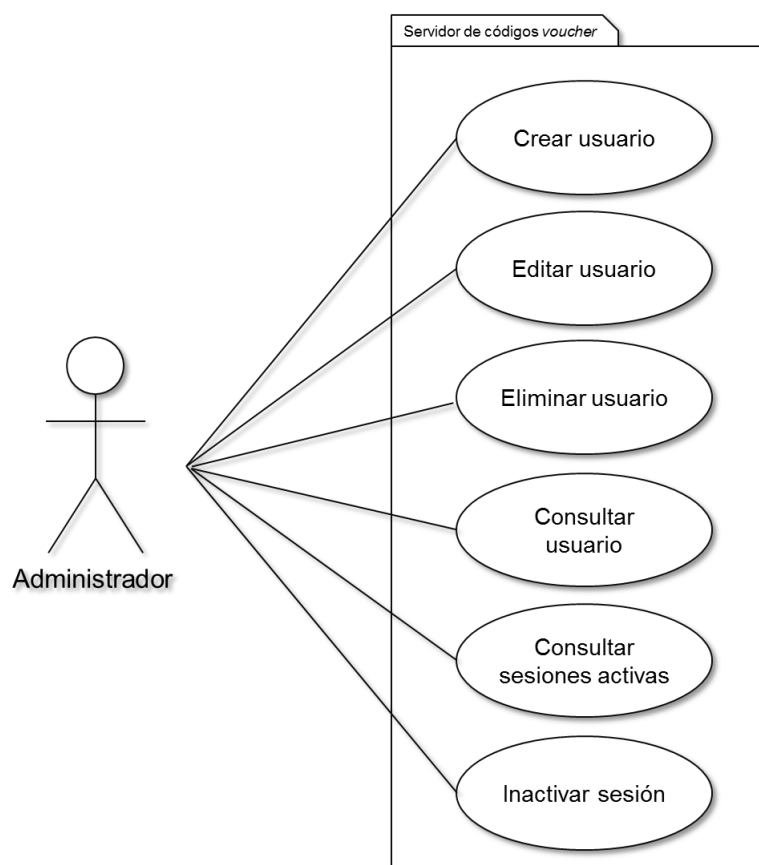 Servidor de códigos voucher
Crear usuario
Editar usuario
Eliminar usuario
Consultar
usuario
Consultar
sesiones activas
Inactivar sesión
Administrador